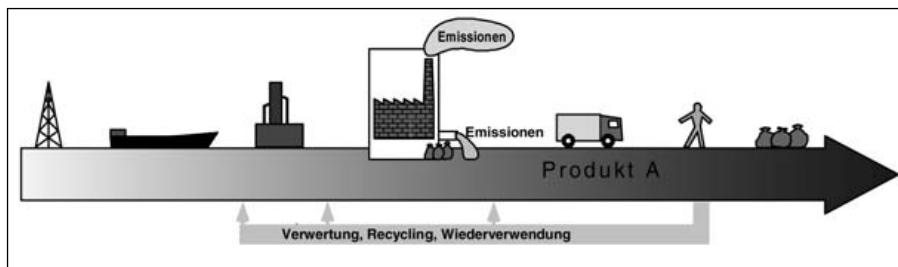 Emissionen
Emissionen
Produkt A
Verwertung, Recycling, Wiederverwendung